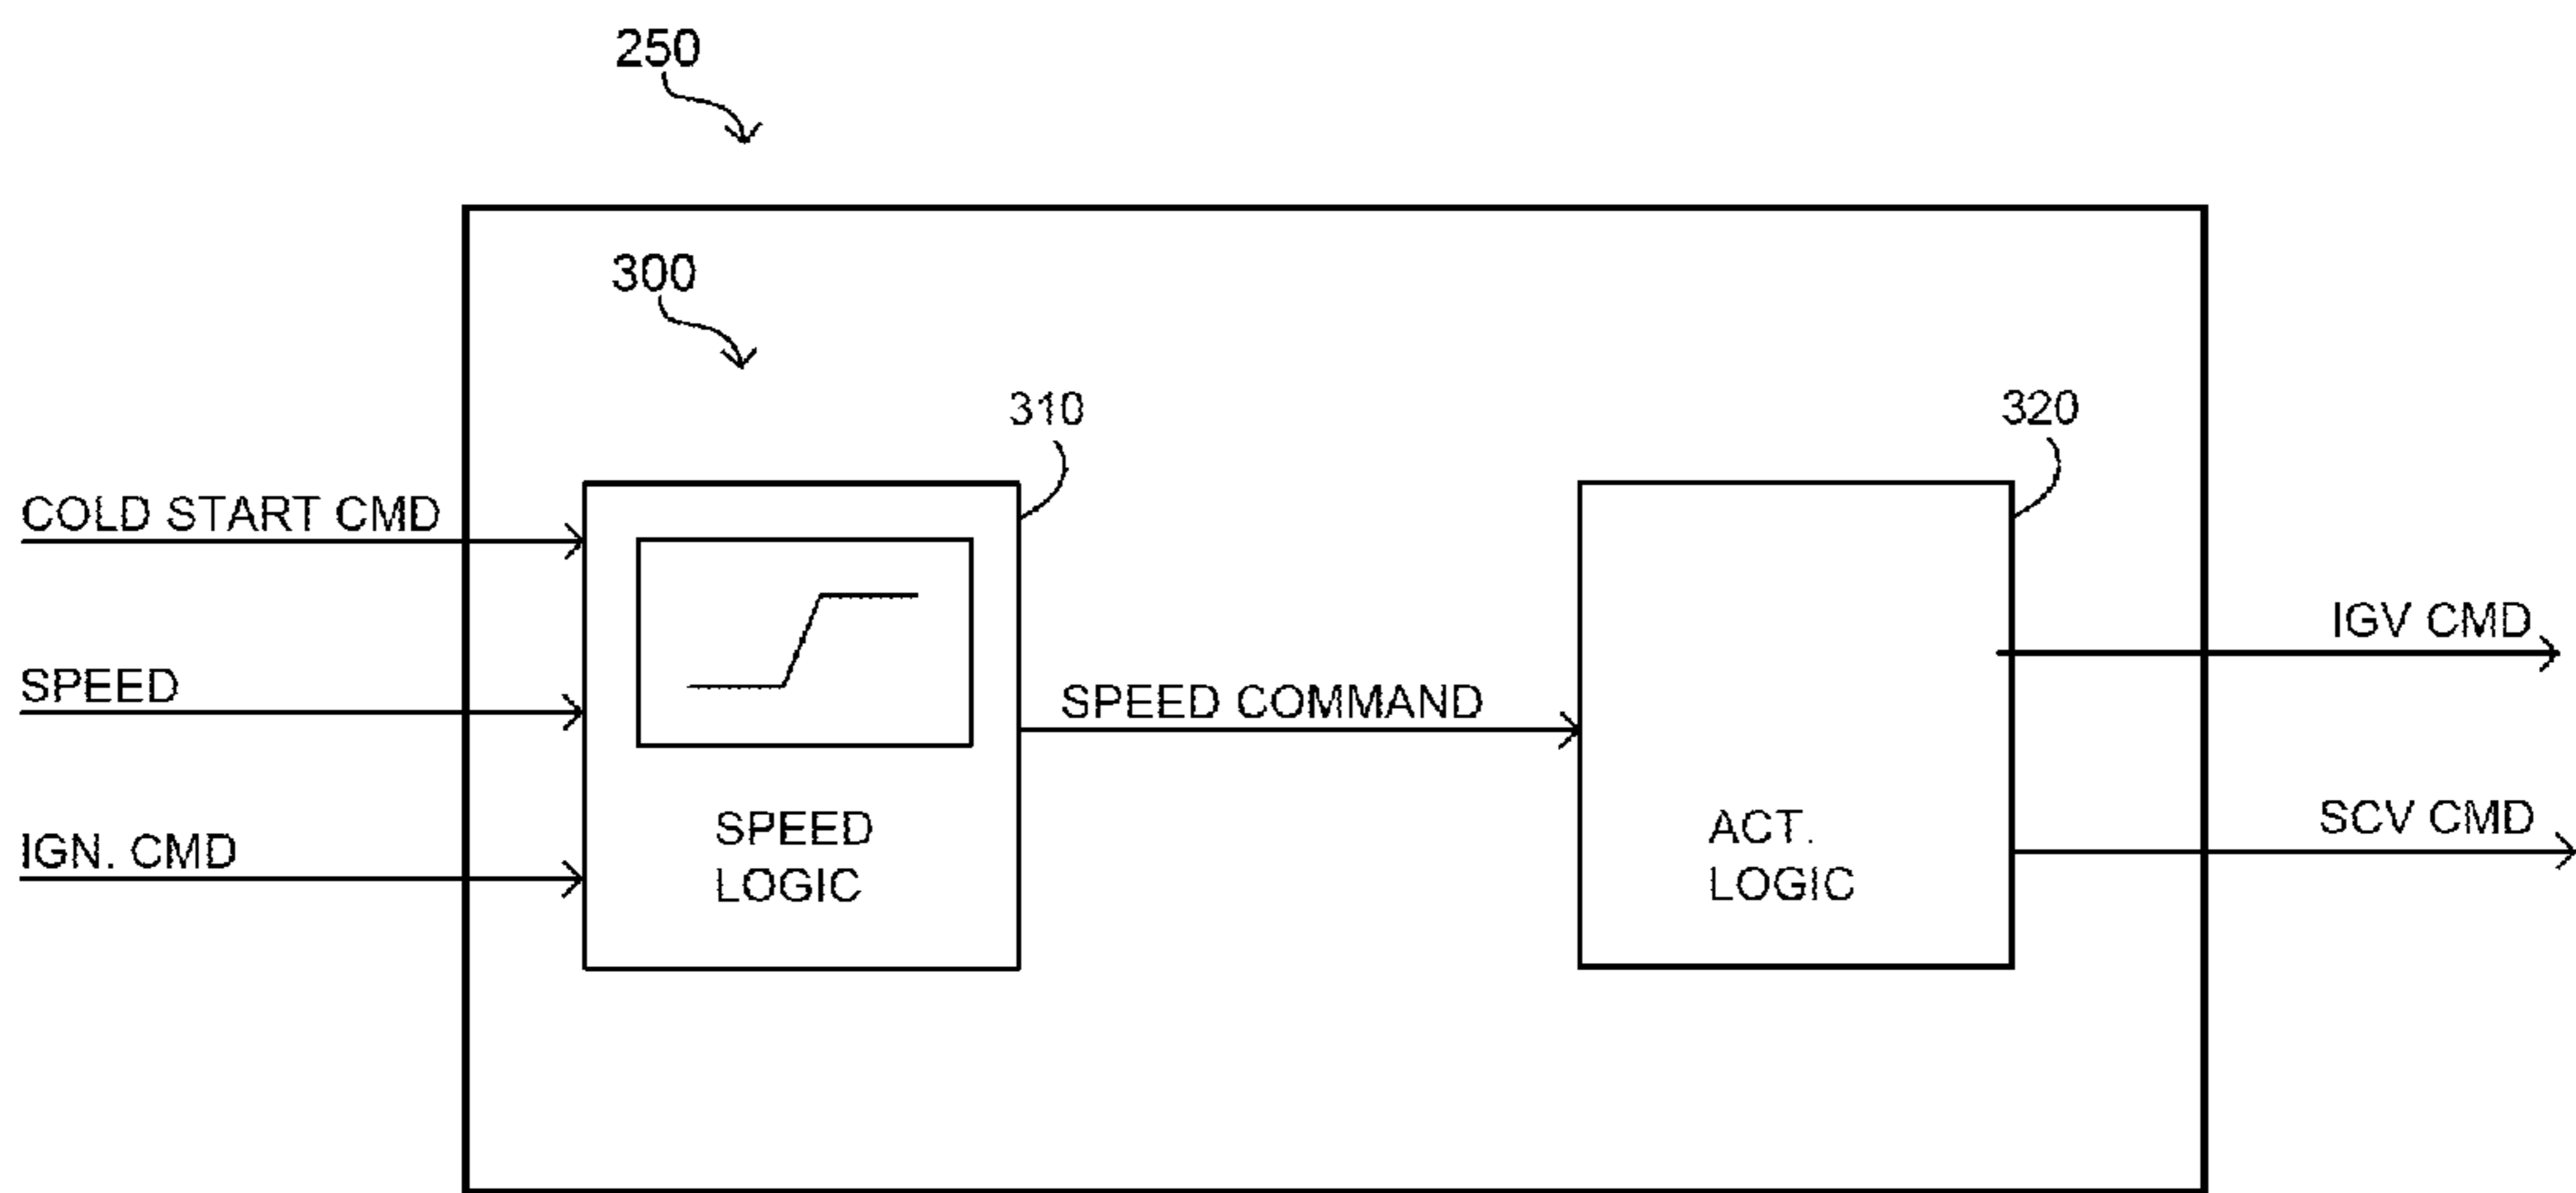 250
300
310
320
COLD START CMD
SPEED
IGN. CMD
SPEED
LOGIC
SPEED COMMAND
ACT.
LOGIC
IGV CMD
SCV CMD